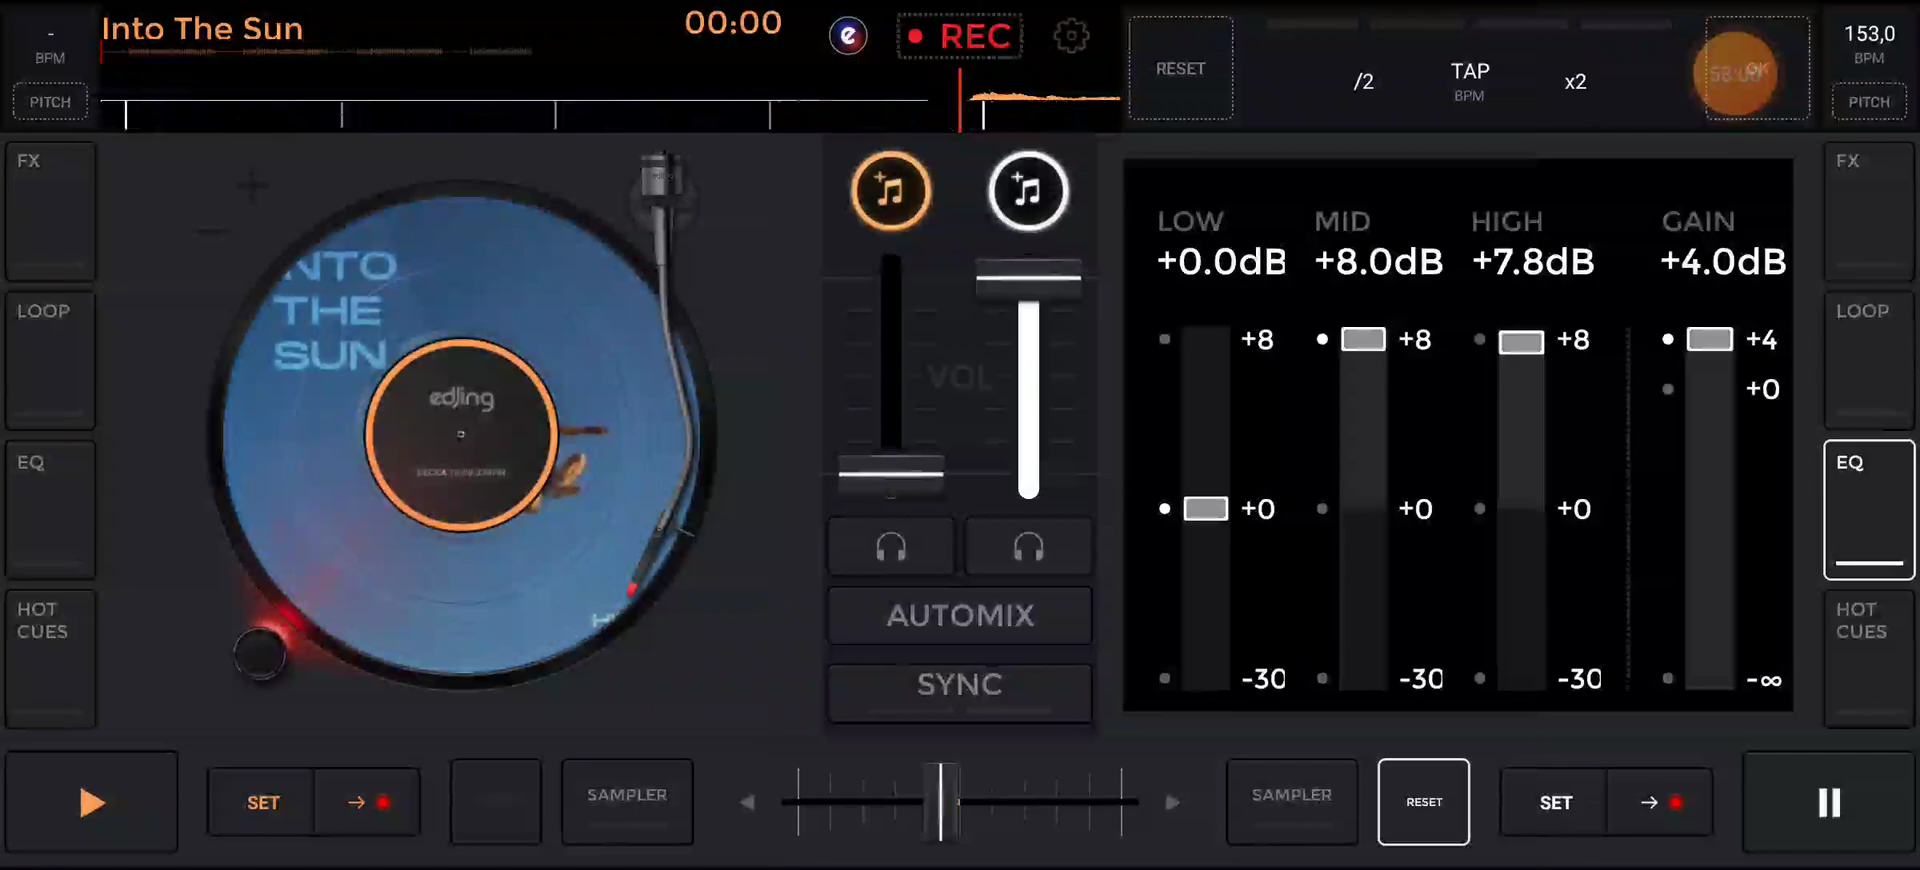 Into The Sun
00:00
REC
-
BPM
PITCH
RESET
/2
TAP
BPM
x2
58:00
OK
153,0
BPM
PITCH
FX
LOOP
EQ
HOT
CUES
INTO
THE
SUN
edjing
VOL
AUTOMIX
SYNC
LOW
MID
HIGH
GAIN
+0.0dB
+8.0dB
+7.8dB
+4.0dB
+8
+8
+8
+4
+0
+0
+0
+0
-30
-30
-30
-∞
FX
LOOP
EQ
HOT
CUES
SET
SAMPLER
SAMPLER
RESET
SET